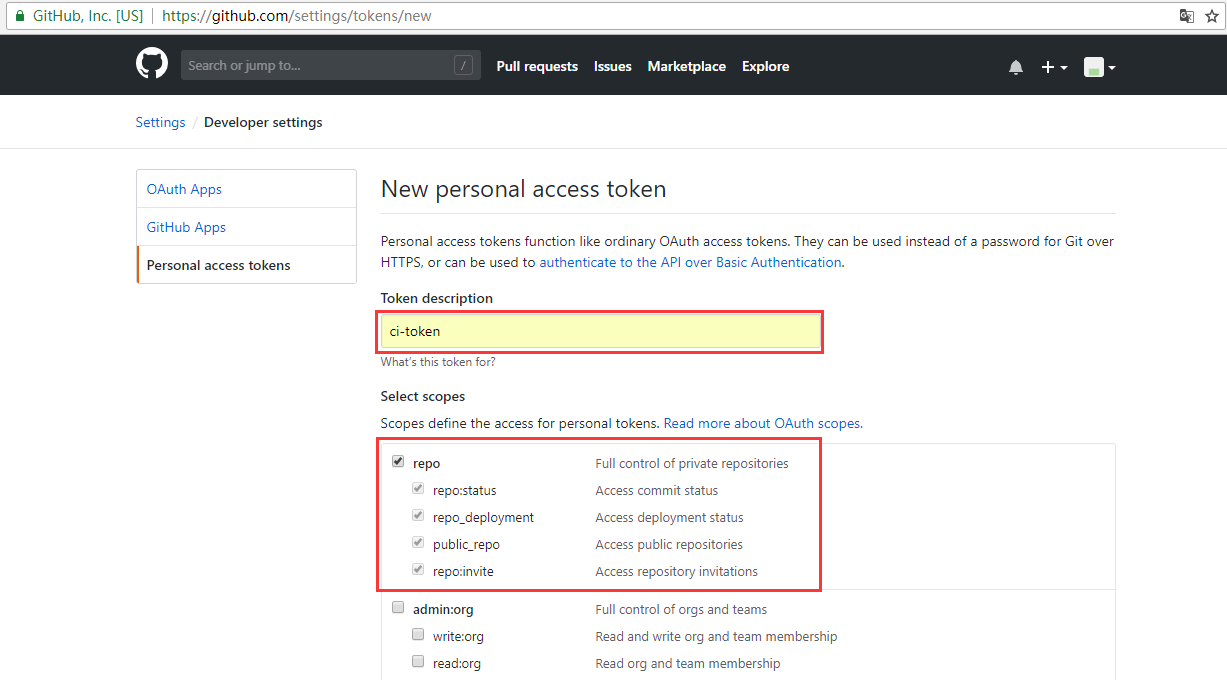 GitHub, Inc. [US] | https://github.com/settings/tokens/new
Search or jump to... / Pull requests Issues Marketplace Explore
Settings / Developer settings
OAuth Apps
GitHub Apps
Personal access tokens
New personal access token
Personal access tokens function like ordinary OAuth access tokens. They can be used instead of a password for Git over
HTTPS, or can be used to authenticate to the API over Basic Authentication.
Token description
ci-token
What's this token for?
Select scopes
Scopes define the access for personal tokens. Read more about OAuth scopes.
repo Full control of private repositories
repo:status Access commit status
repo_deployment Access deployment status
public_repo Access public repositories
repo:invite Access repository invitations
admin:org Full control of orgs and teams
write:org Read and write org and team membership
read:org Read org and team membership